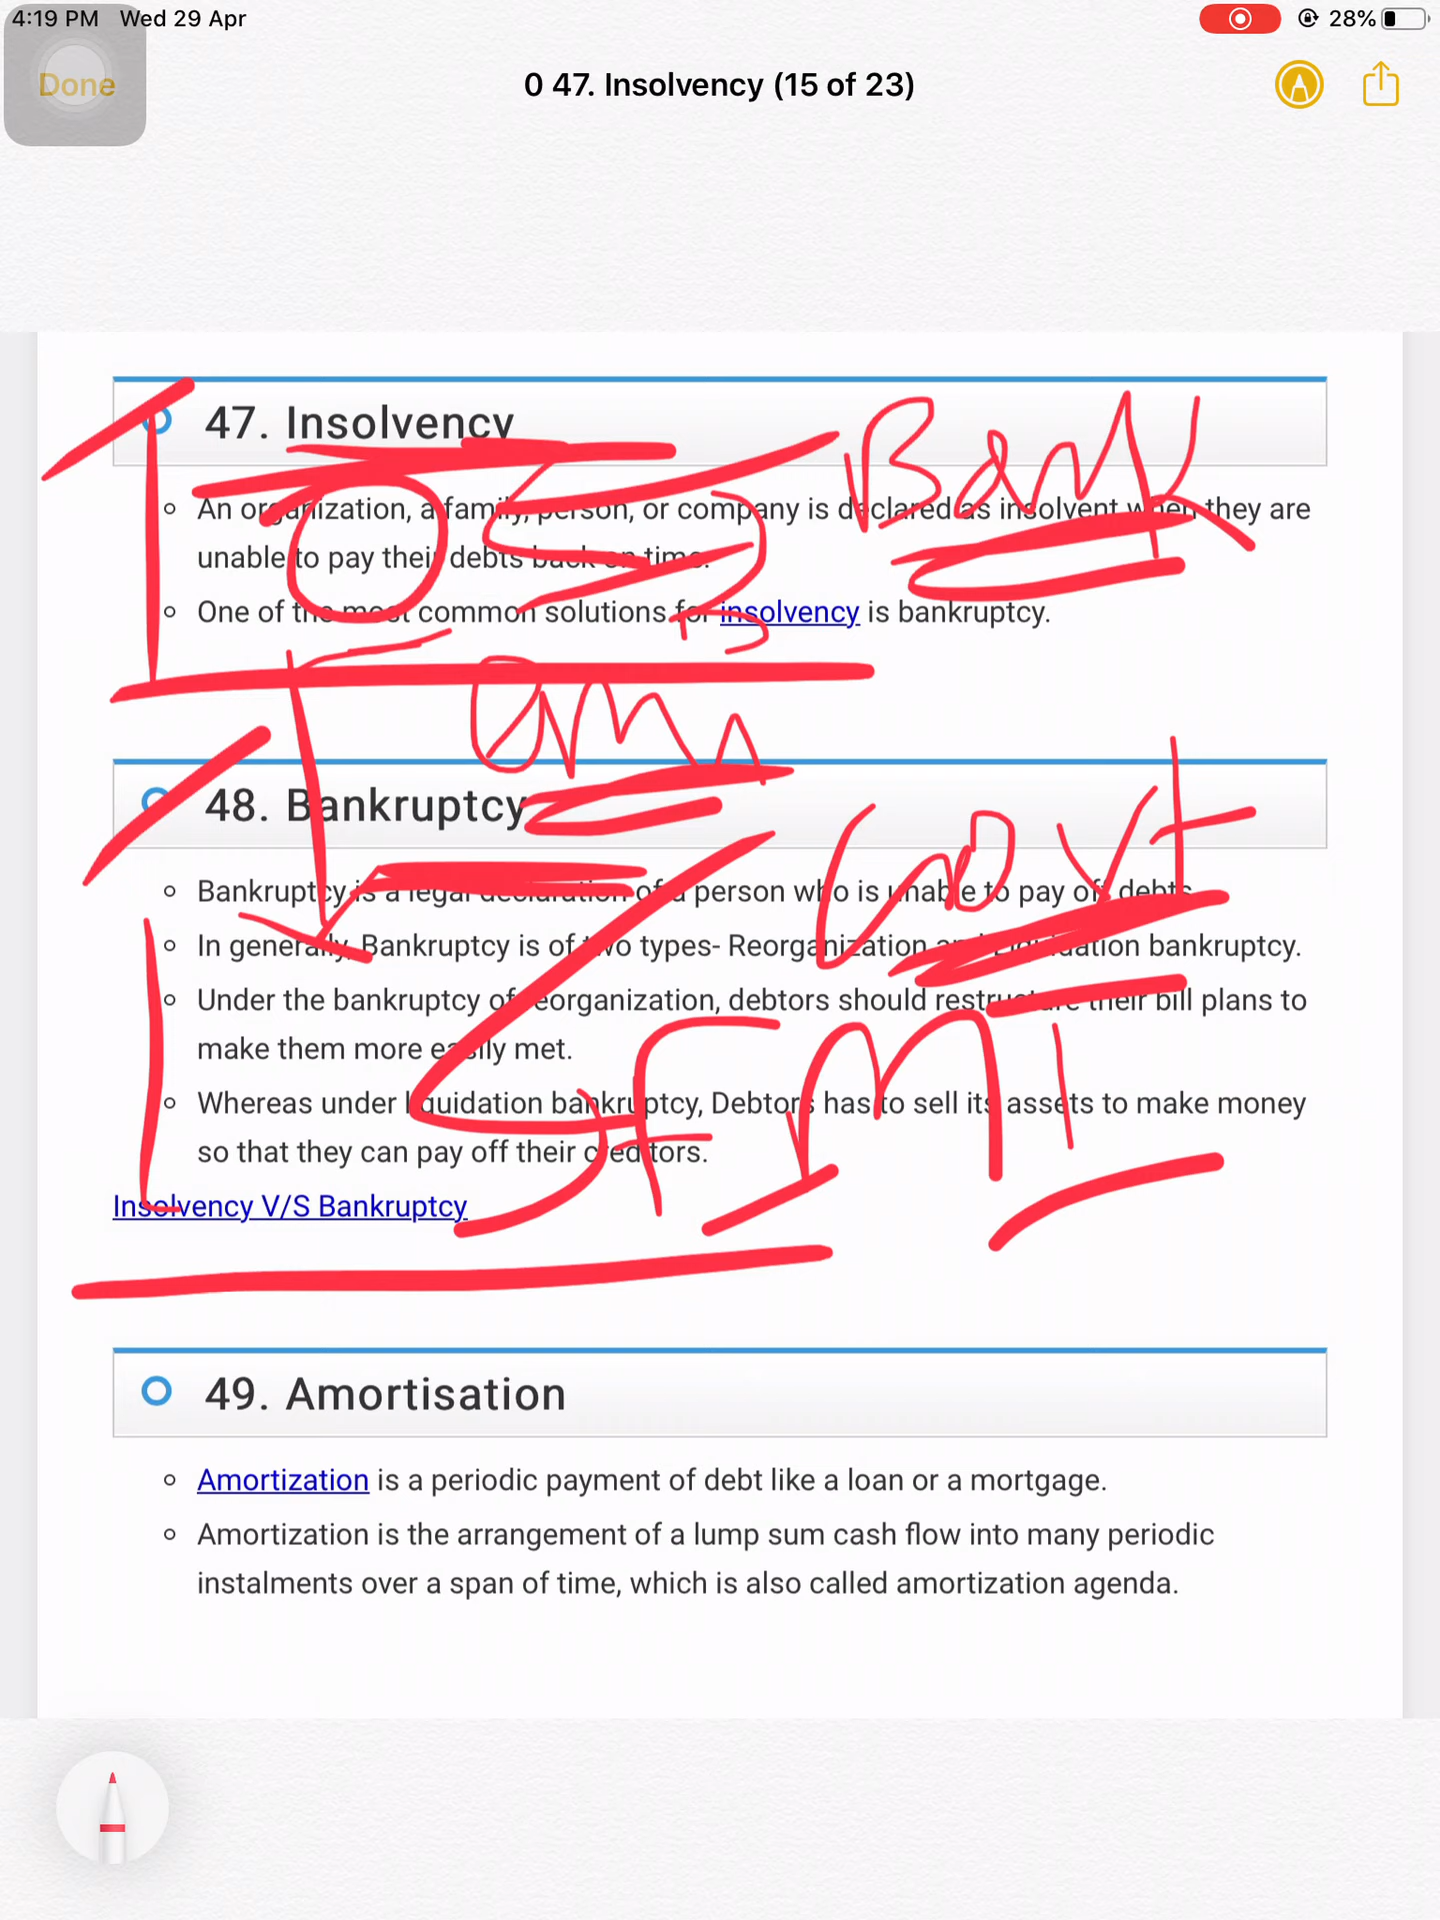 4:19 PM Wed 29 Apr
28%
Done
0 47. Insolvency (15 of 23)
47. Insolvency
Bank
An organization, a family, person, or company is declared as insolvent when they are
unable to pay their debts back on time.
One of the most common solutions for insolvency is bankruptcy.
48. Bankruptcy
Bankruptcy is a legal declaration of a person who is unable to pay off debts.
In generally, Bankruptcy is of two types- Reorganization and Liquidation bankruptcy.
Under the bankruptcy of reorganization, debtors should restructure their bill plans to
make them more easily met.
Whereas under liquidation bankruptcy, Debtors has to sell its assets to make money
so that they can pay off their creditors.
Insolvency V/S Bankruptcy
49. Amortisation
Amortization is a periodic payment of debt like a loan or a mortgage.
Amortization is the arrangement of a lump sum cash flow into many periodic
instalments over a span of time, which is also called amortization agenda.